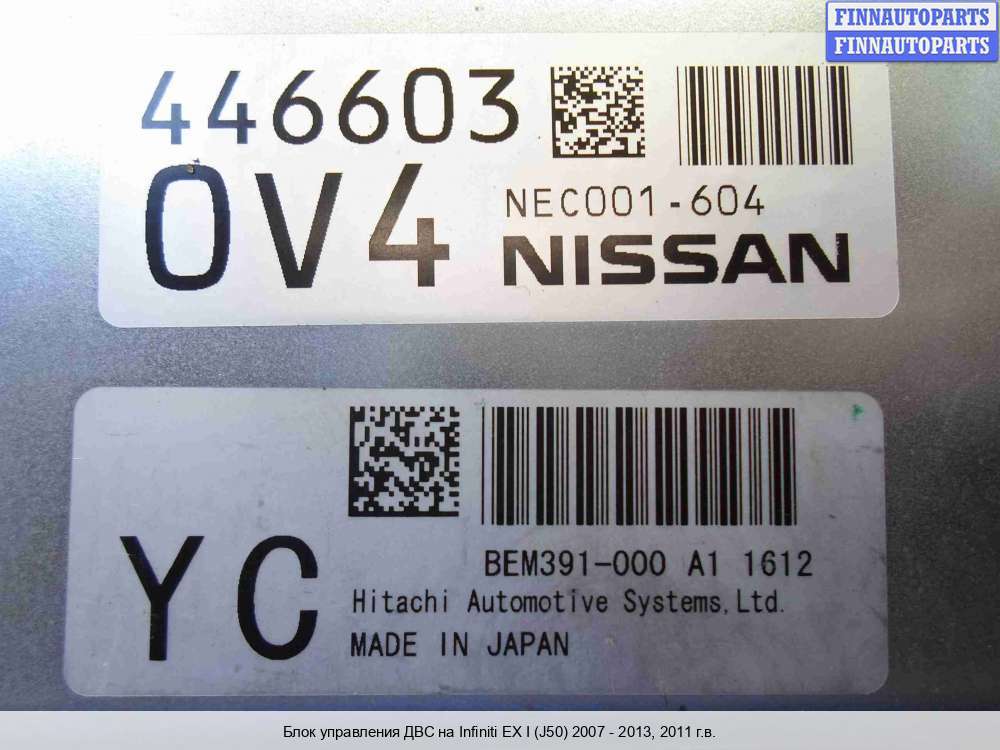 FINNAUTOPARTS
FINNAUTOPARTS
446603
0V4
NEC001-604
NISSAN
YC
BEM391-000 A1 1612
Hitachi Automotive Systems,Ltd.
MADE IN JAPAN
Блок управления ДВС на Infiniti EX I (J50) 2007 - 2013, 2011 г.в.